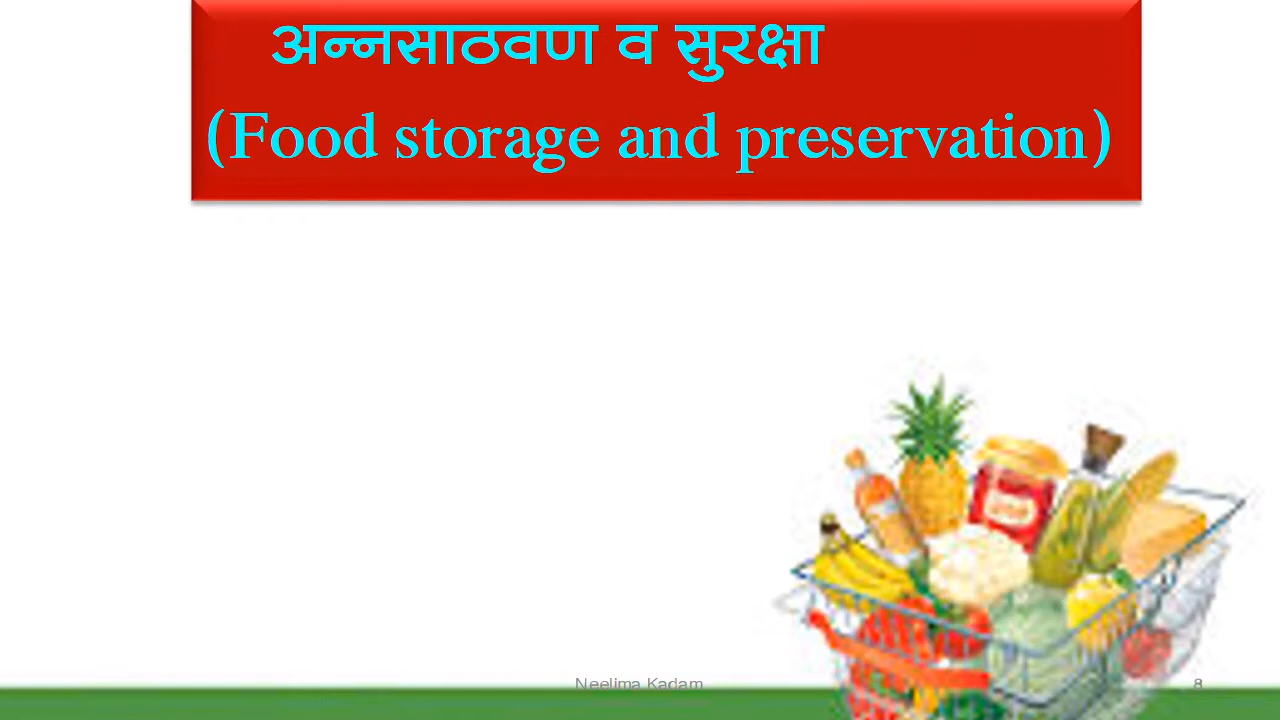 अन्नसाठवण व सुरक्षा
(Food storage and preservation)
Neelima Kadam
8